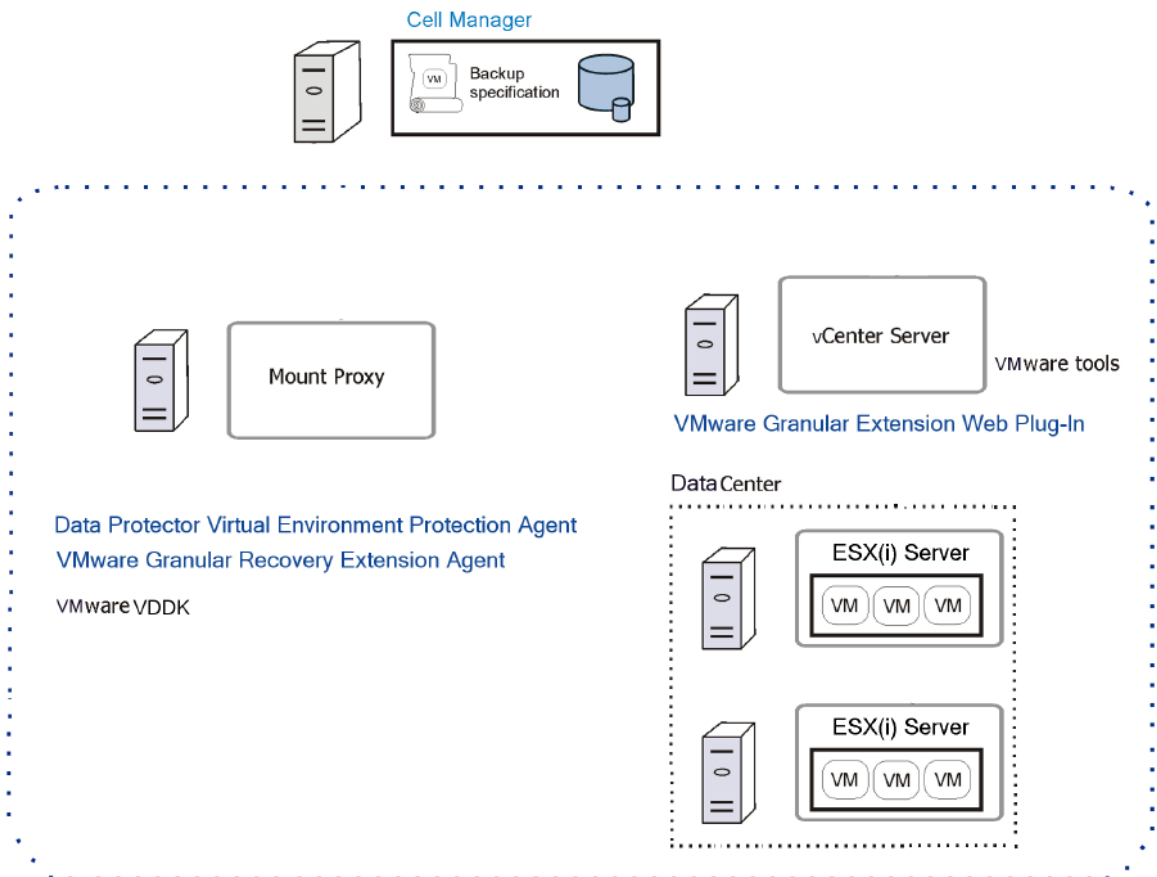 Cell Manager
VM
Backup
specification
Mount Proxy
vCenter Server
VMware tools
VMware Granular Extension Web Plug-In
Data Protector Virtual Environment Protection Agent
VMware Granular Recovery Extension Agent
VMware VDDK
DataCenter
ESX(i) Server
VM VM VM
ESX(i) Server
VM VM VM